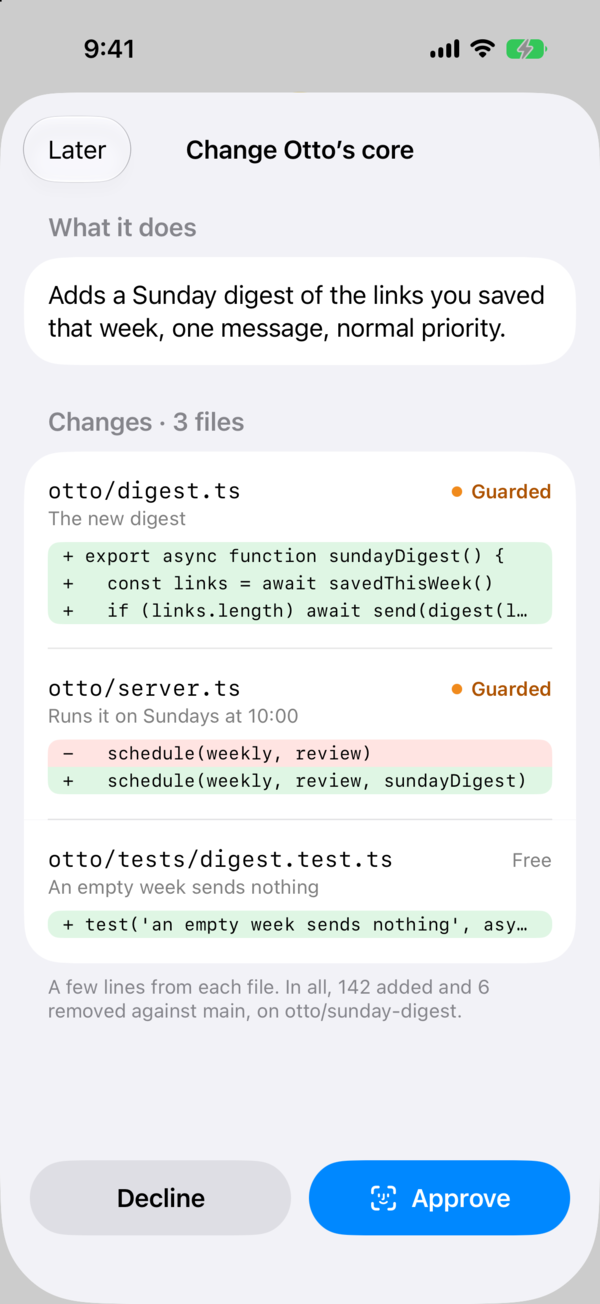 9:41
Later
Change Otto’s core
What it does
Adds a Sunday digest of the links you saved
that week, one message, normal priority.
Changes · 3 files
otto/digest.ts
Guarded
The new digest
+ export async function sundayDigest() {
+   const links = await savedThisWeek()
+   if (links.length) await send(digest(l…
otto/server.ts
Guarded
Runs it on Sundays at 10:00
−   schedule(weekly, review)
+   schedule(weekly, review, sundayDigest)
otto/tests/digest.test.ts
Free
An empty week sends nothing
+ test('an empty week sends nothing', asy…
A few lines from each file. In all, 142 added and 6
removed against main, on otto/sunday-digest.
Decline
Approve